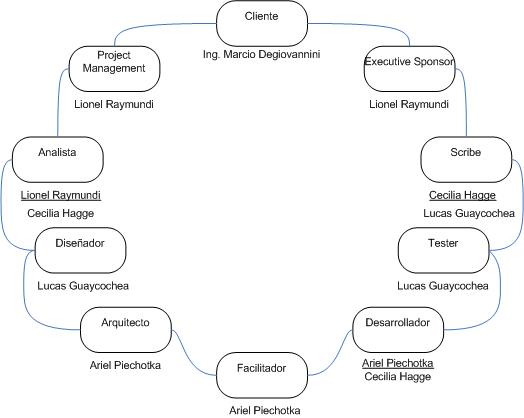 Cliente
Ing. Marcio Degiovannini
Project
Management
Lionel Raymundi
Executive Sponsor
Lionel Raymundi
Analista
Lionel Raymundi
Cecilia Hagge
Scribe
Cecilia Hagge
Lucas Guaycochea
Diseñador
Lucas Guaycochea
Tester
Lucas Guaycochea
Arquitecto
Ariel Piechotka
Desarrollador
Ariel Piechotka
Cecilia Hagge
Facilitador
Ariel Piechotka